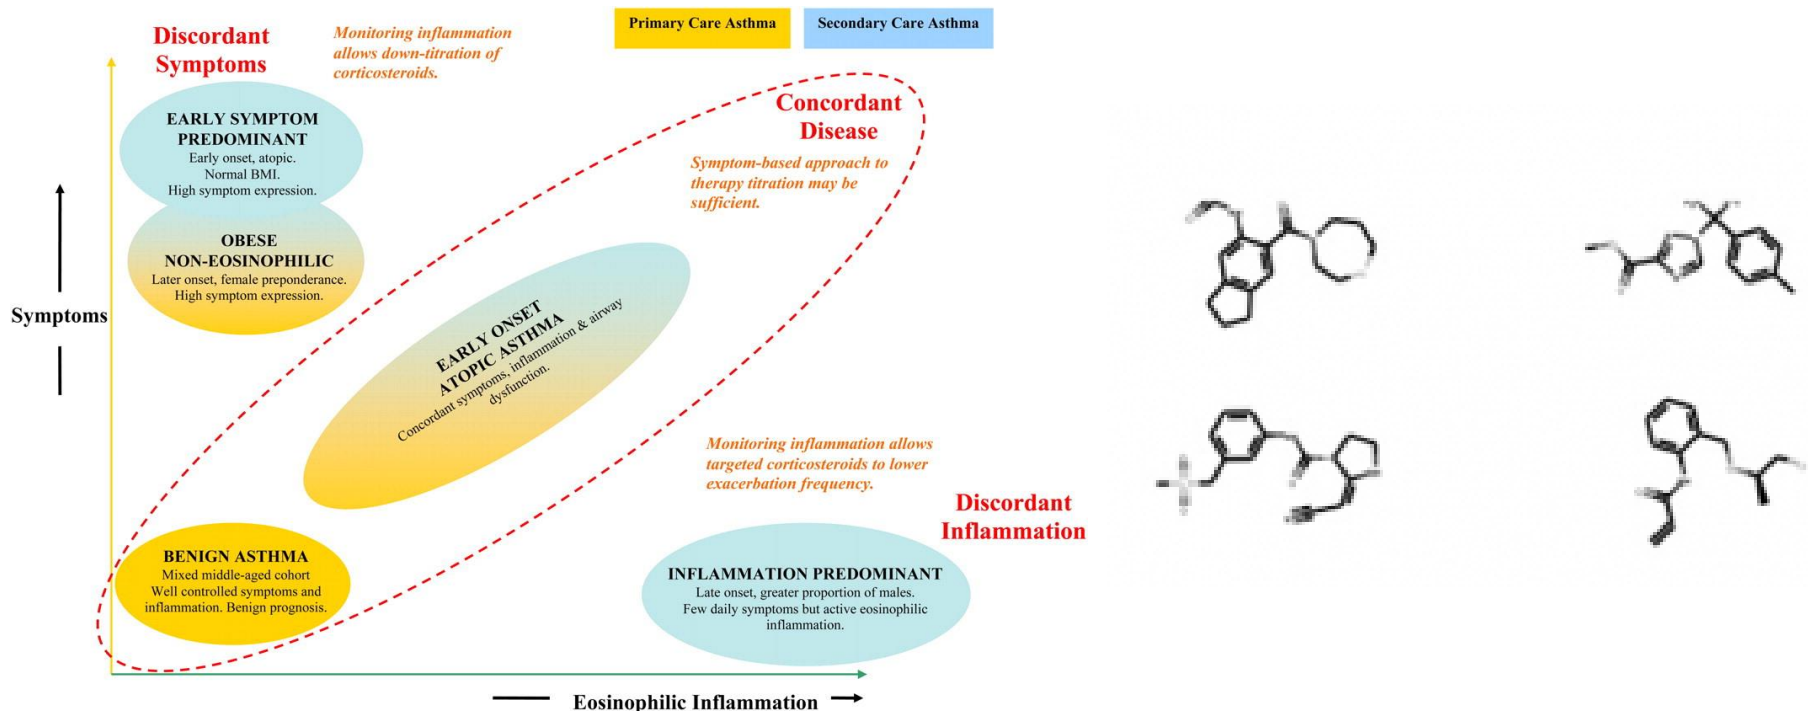 Primary Care Asthma
Secondary Care Asthma
Discordant
Symptoms
Monitoring inflammation
allows down-titration of
corticosteroids.
EARLY SYMPTOM
PREDOMINANT
Early onset, atopic.
Normal BMI.
High symptom expression.
OBESE
NON-EOSINOPHILIC
Later onset, female preponderance.
High symptom expression.
Concordant
Disease
Symptom-based approach to
therapy titration may be
sufficient.
Symptoms
EARLY ONSET
ATOPIC ASTHMA
Concordant symptoms, inflammation & airway
dysfunction.
Monitoring inflammation allows
targeted corticosteroids to lower
exacerbation frequency.
Discordant
Inflammation
BENIGN ASTHMA
Mixed middle-aged cohort
Well controlled symptoms and
inflammation. Benign prognosis.
INFLAMMATION PREDOMINANT
Late onset, greater proportion of males.
Few daily symptoms but active eosinophilic
inflammation.
Eosinophilic Inflammation